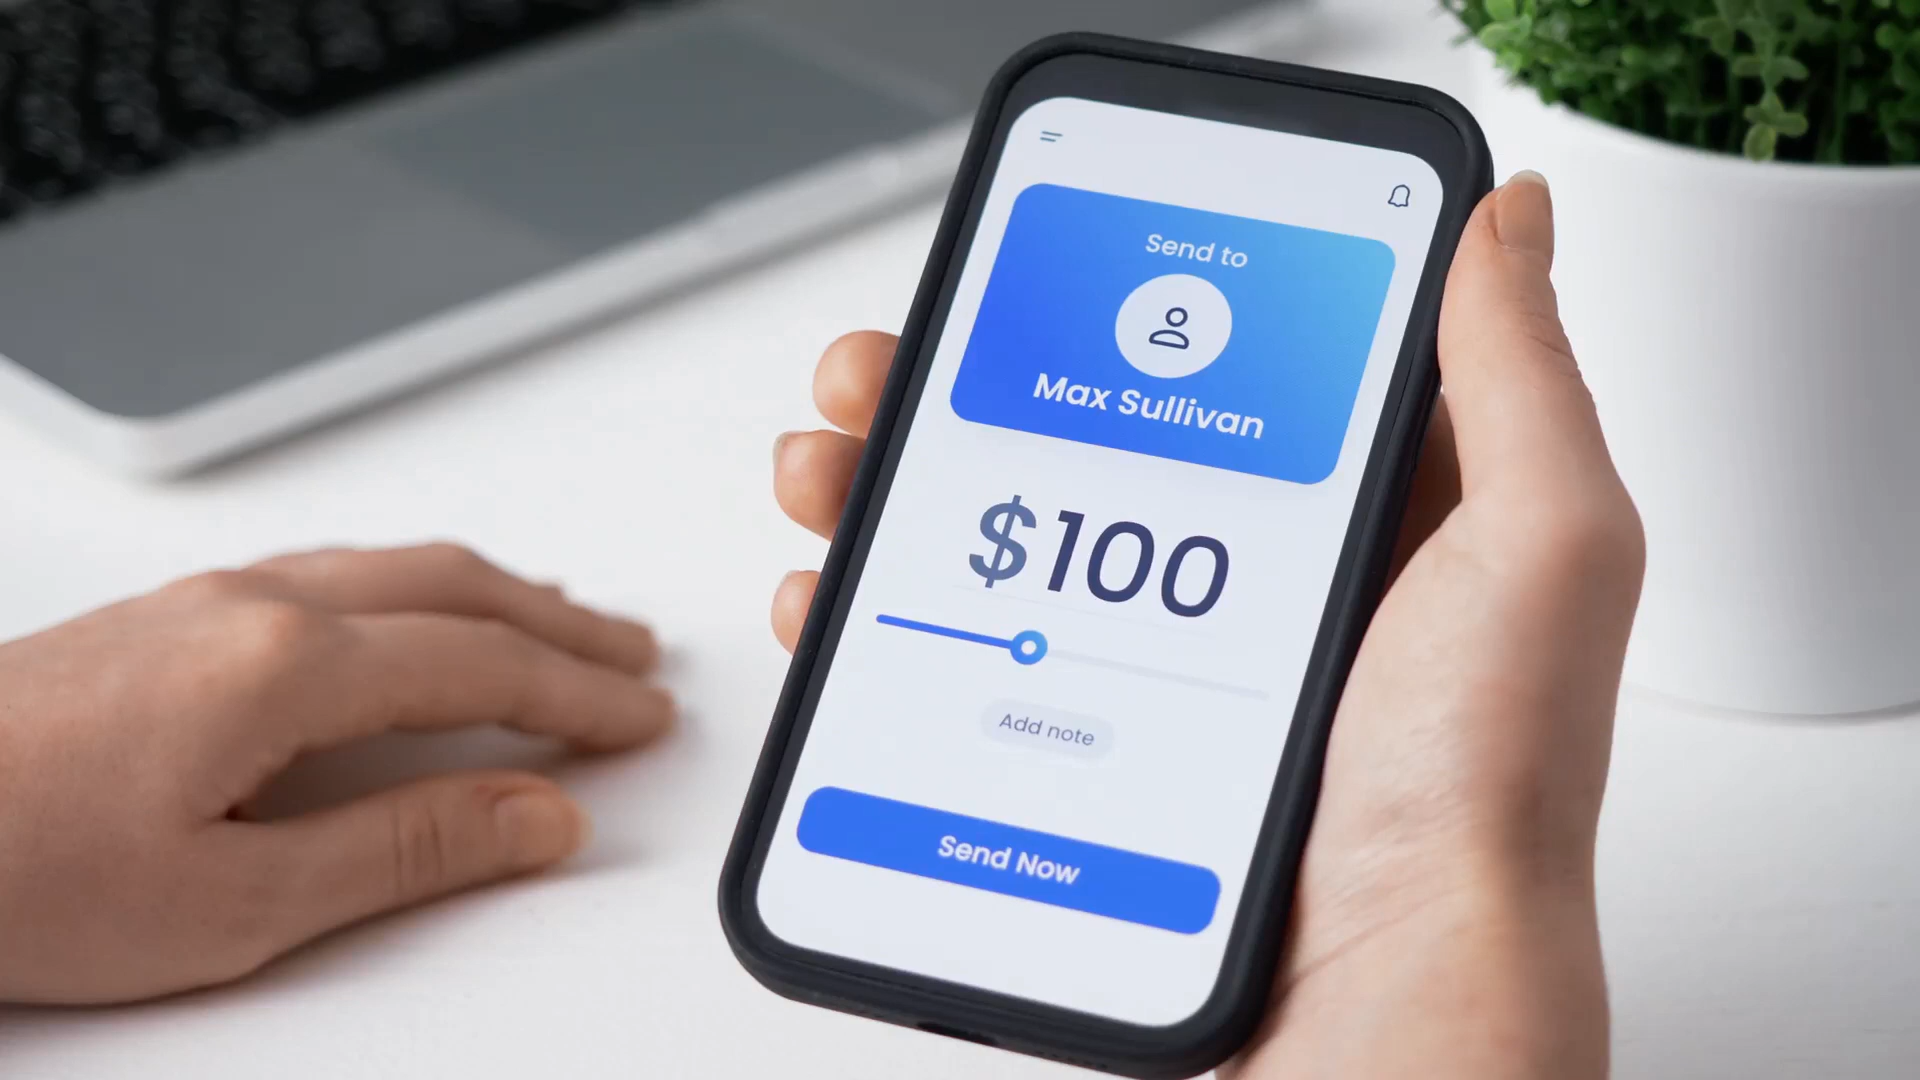 Send to
Max Sullivan
$100
Add note
Send Now